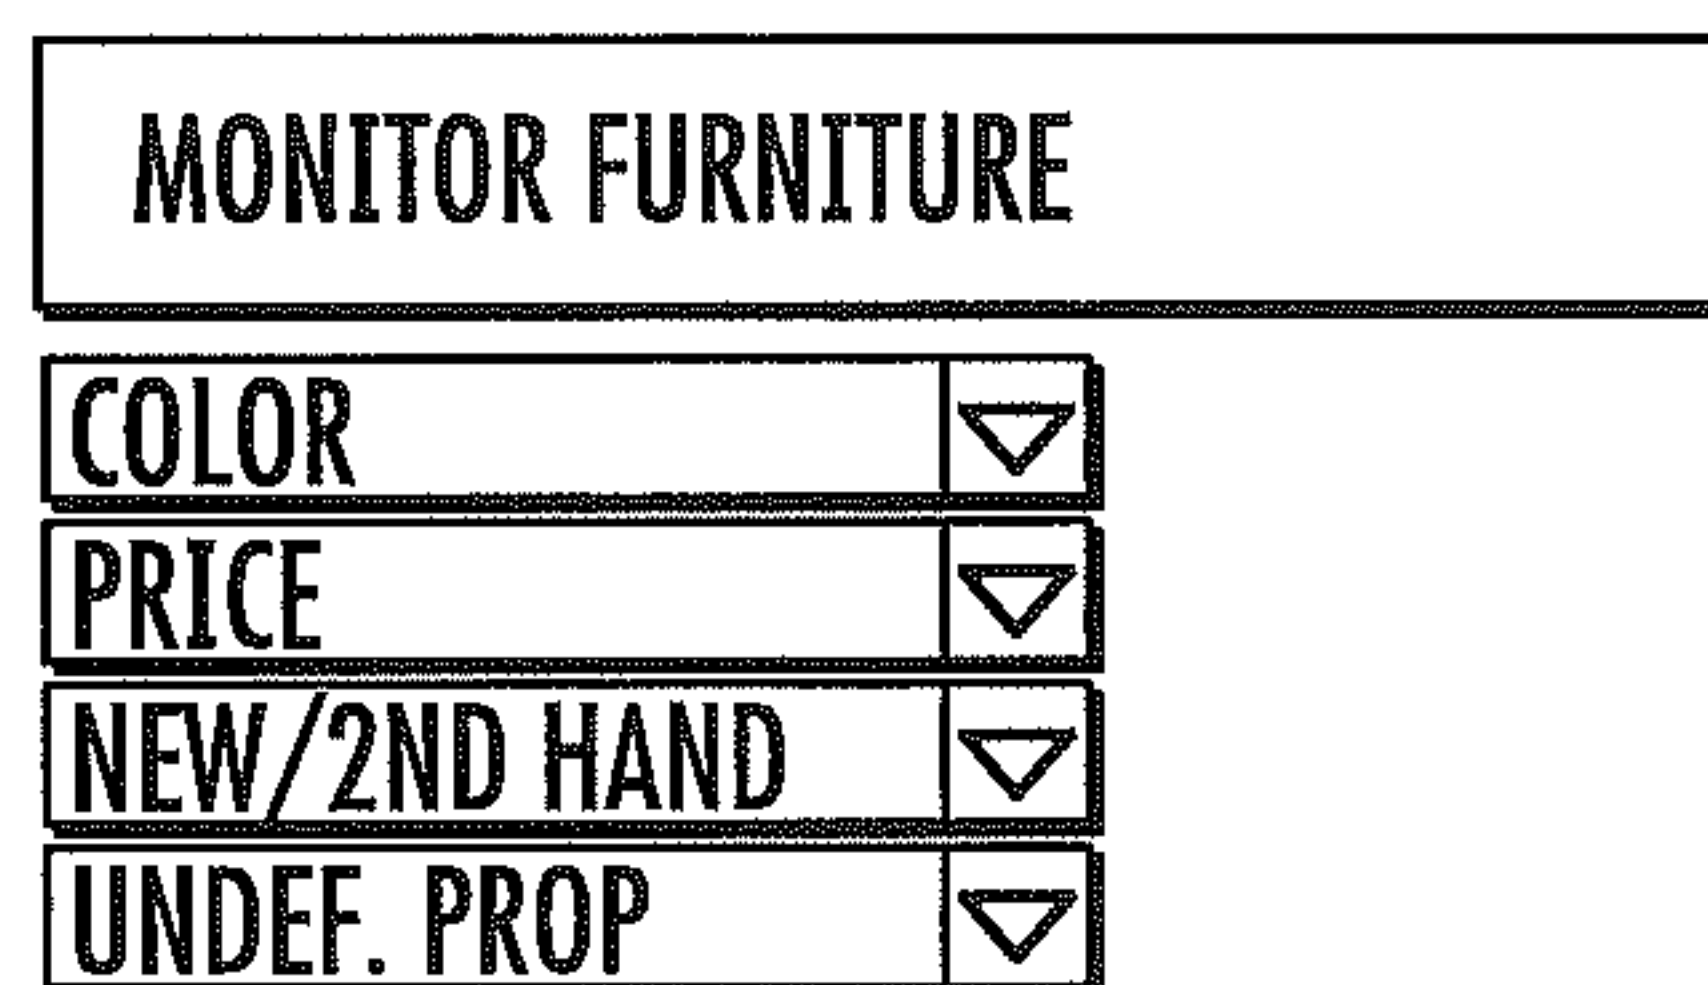 MONITOR FURNITURE
COLOR
PRICE
NEW/2ND HAND
UNDEF. PROP